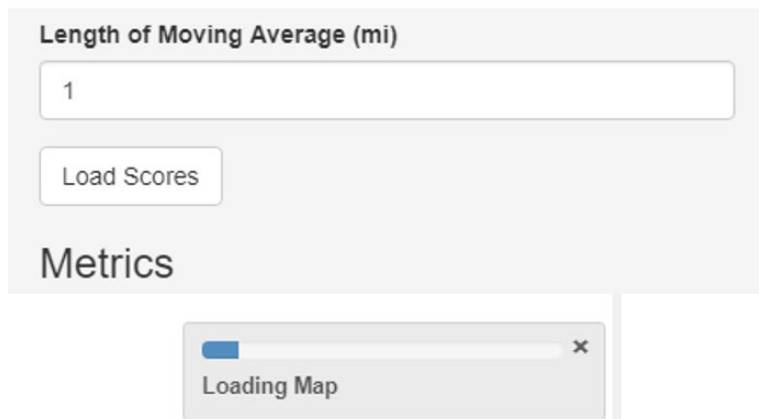 Length of Moving Average (mi)
1
Load Scores
Metrics
×
Loading Map